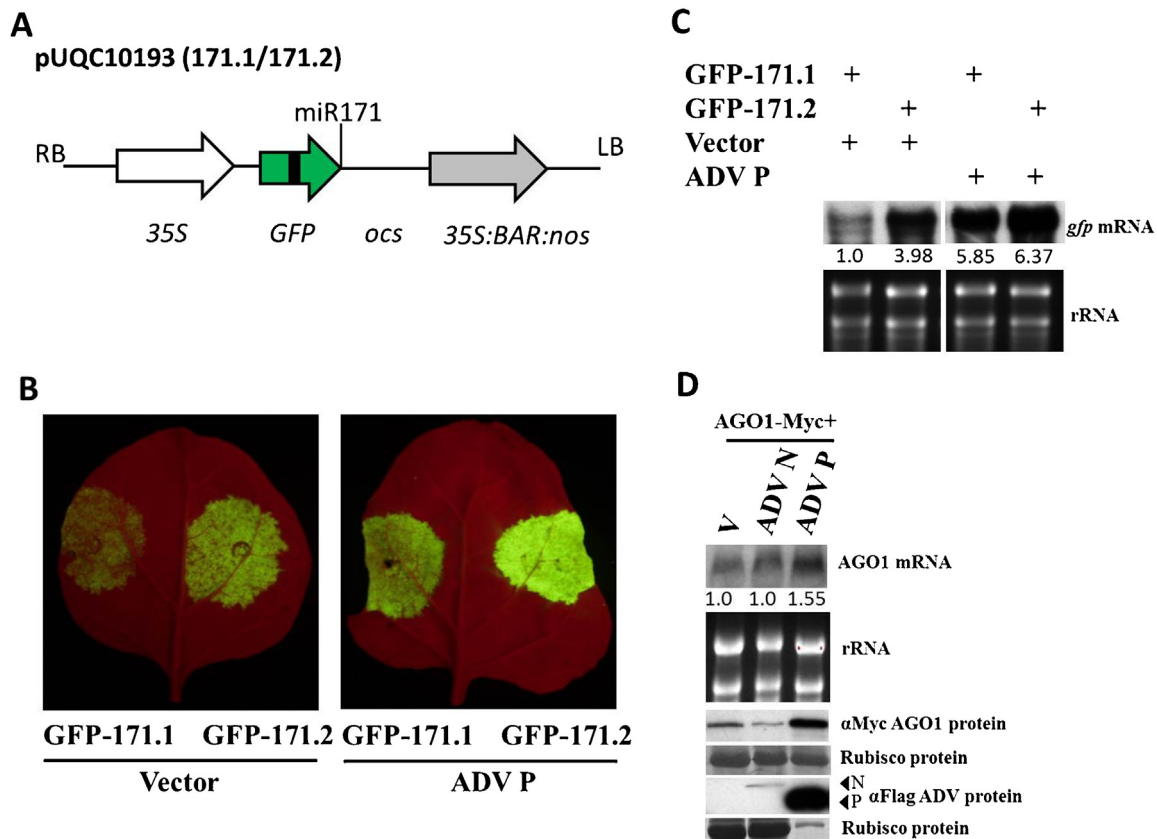 A
pUQC10193 (171.1/171.2)
miR171
RB
LB
35S GFP ocs 35S:BAR:nos
B
GFP-171.1 GFP-171.2 GFP-171.1 GFP-171.2
Vector ADV P
C
GFP-171.1 + +
GFP-171.2 + +
Vector + +
ADV P + +
gfp mRNA
1.0 3.98 5.85 6.37
rRNA
D
AGO1-Myc+
V ADV N ADV P
AGO1 mRNA
1.0 1.0 1.55
rRNA
αMyc AGO1 protein
Rubisco protein
◀N
◀P αFlag ADV protein
Rubisco protein